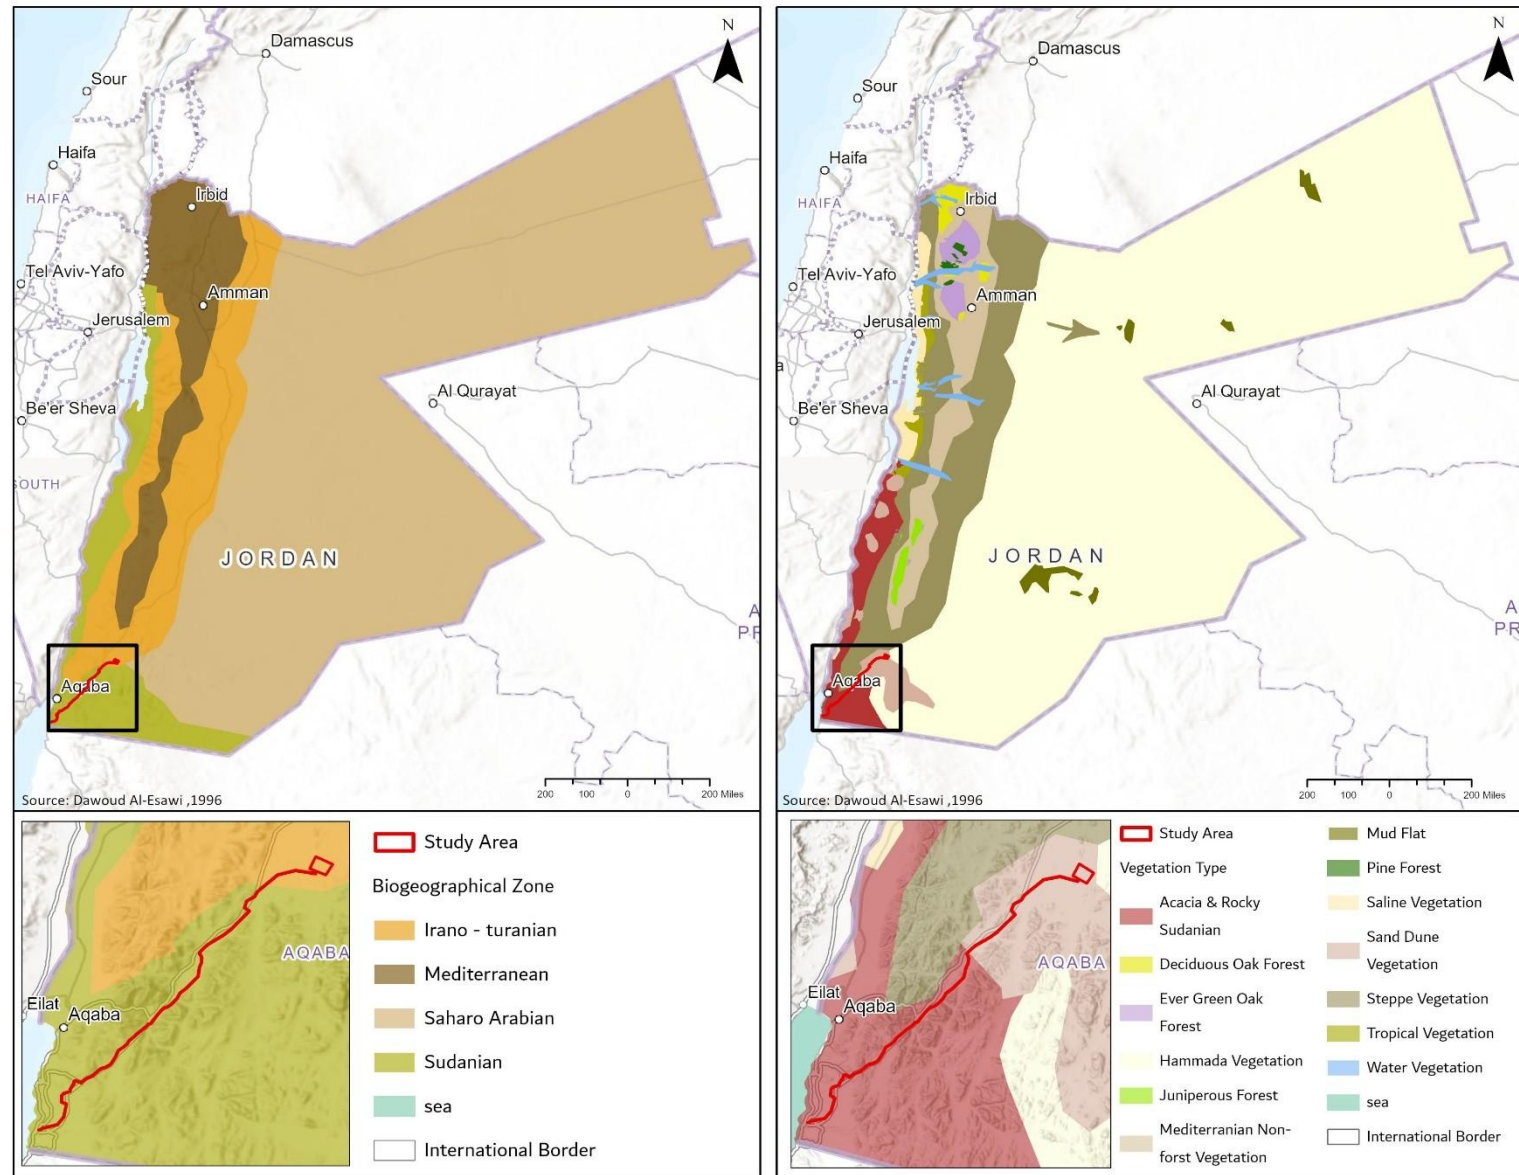 N
Damascus
Sour
Haifa
HAIFA
Irbid
Tel Aviv-Yafo
Amman
Jerusalem
Al Qurayat
Be'er Sheva
SOUTH
JORDAN
A
PR
Aqaba
200 100 0 200 Miles
Source: Dawoud Al-Esawi ,1996
N
Damascus
Sour
Haifa
HAIFA
Irbid
Tel Aviv-Yafo
Amman
Jerusalem
a
Al Qurayat
Be'er Sheva
JORDAN
A
PR
Aqaba
200 100 0 200 Miles
Source: Dawoud Al-Esawi ,1996
AQABA
Eilat
Aqaba
Study Area
Biogeographical Zone
Irano - turanian
Mediterranean
Saharo Arabian
Sudanian
sea
International Border
AQABA
Eilat
Aqaba
Study Area
Vegetation Type
Acacia & Rocky
Sudanian
Deciduous Oak Forest
Ever Green Oak
Forest
Hammada Vegetation
Juniperous Forest
Mediterranian Non-
forst Vegetation
Mud Flat
Pine Forest
Saline Vegetation
Sand Dune
Vegetation
Steppe Vegetation
Tropical Vegetation
Water Vegetation
sea
International Border